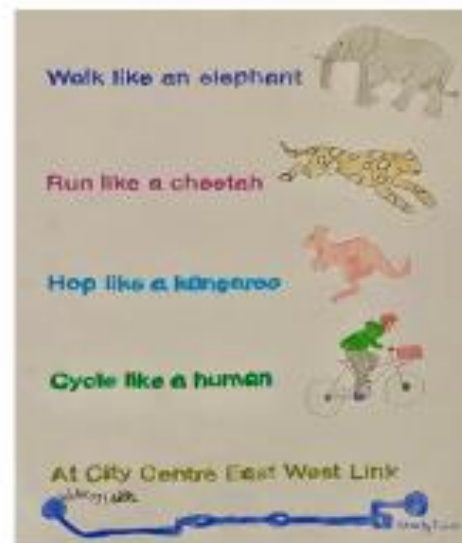 Walk like an elephant
Run like a cheetah
Hop like a kangaroo
Cycle like a human
At City Centre East West Link